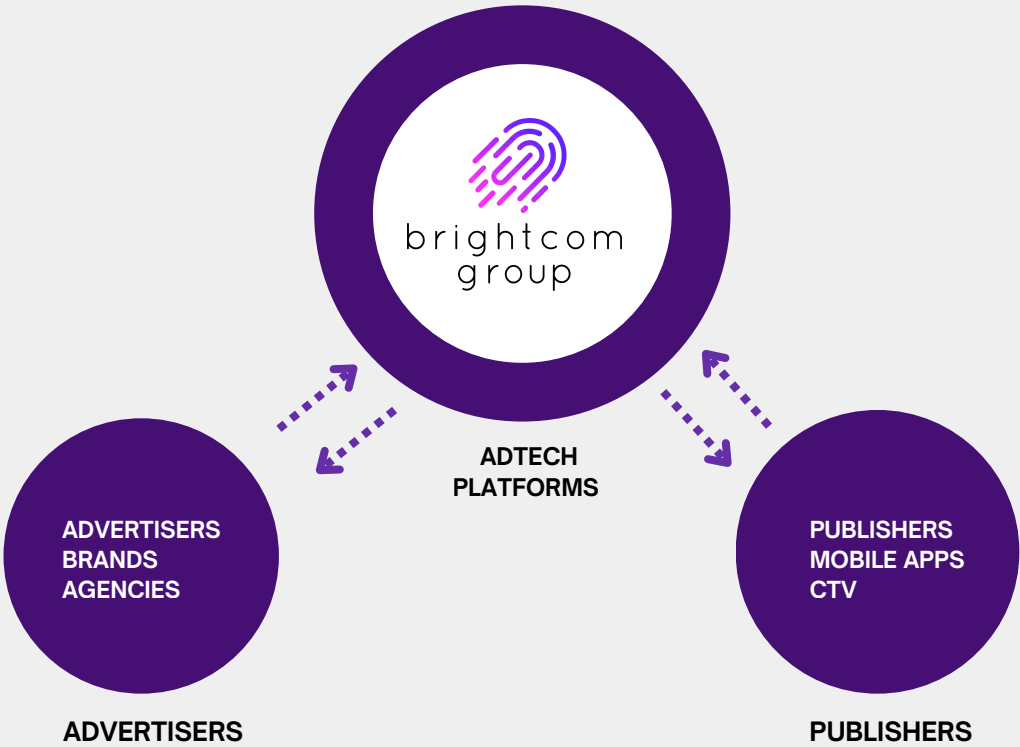 brightcom
group
ADTECH
PLATFORMS
ADVERTISERS
BRANDS
AGENCIES
PUBLISHERS
MOBILE APPS
CTV
ADVERTISERS
PUBLISHERS